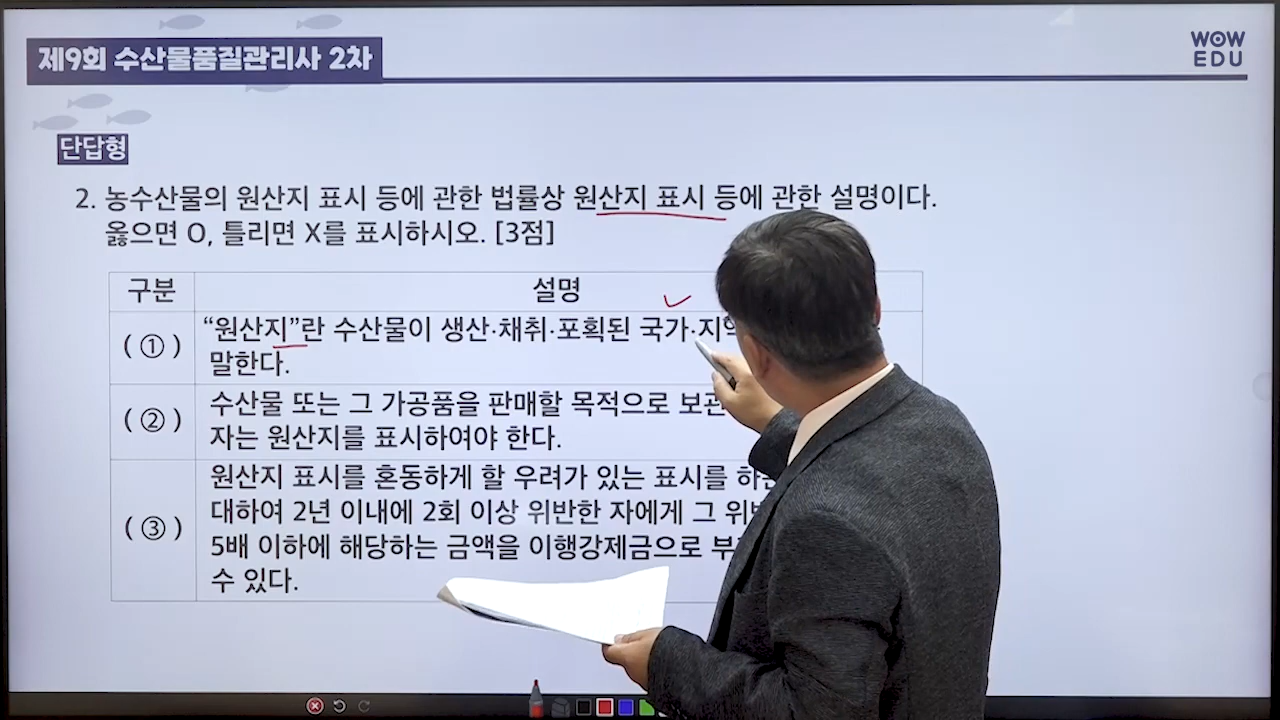 제9회 수산물품질관리사 2차
WOW
EDU
단답형
2. 농수산물의 원산지 표시 등에 관한 법률상 원산지 표시 등에 관한 설명이다.
옳으면 O, 틀리면 X를 표시하시오. [3점]
구분 설명
( ① ) “원산지”란 수산물이 생산·채취·포획된 국가·지역
말한다.
( ② ) 수산물 또는 그 가공품을 판매할 목적으로 보관
자는 원산지를 표시하여야 한다.
( ③ ) 원산지 표시를 혼동하게 할 우려가 있는 표시를 하는
대하여 2년 이내에 2회 이상 위반한 자에게 그
5배 이하에 해당하는 금액을 이행강제금으로
수 있다.